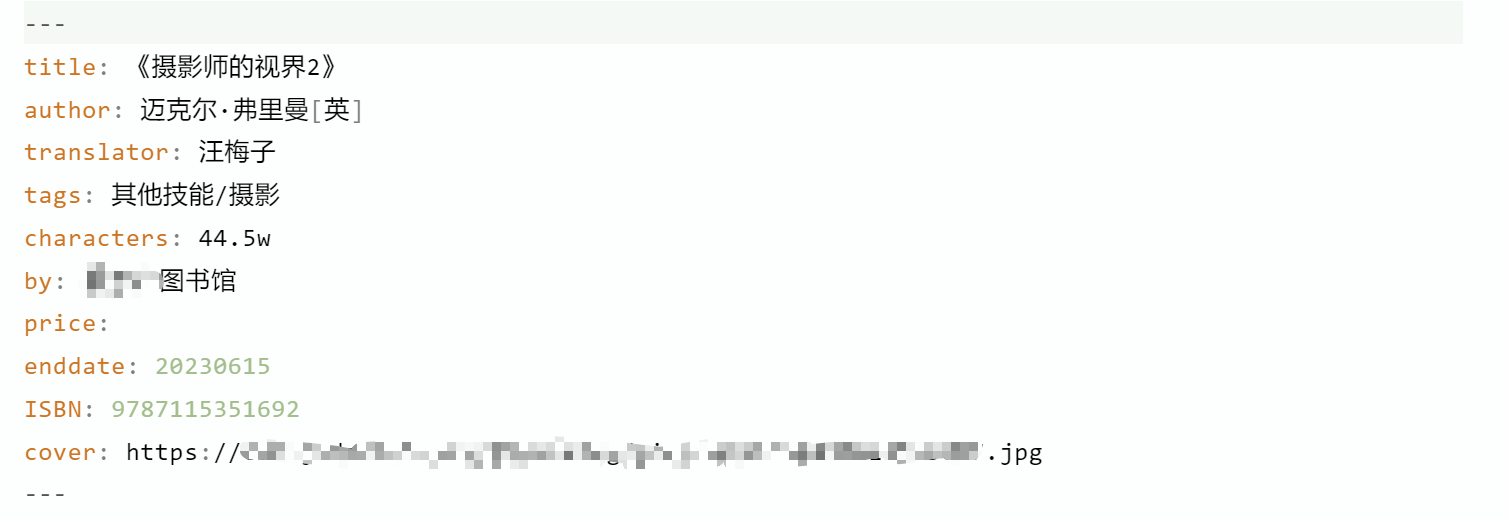 ---
title: 《摄影师的视界2》
author: 迈克尔·弗里曼[英]
translator: 汪梅子
tags: 其他技能/摄影
characters: 44.5w
by: 图书馆
price:
enddate: 20230615
ISBN: 9787115351692
cover: https:// .jpg
---